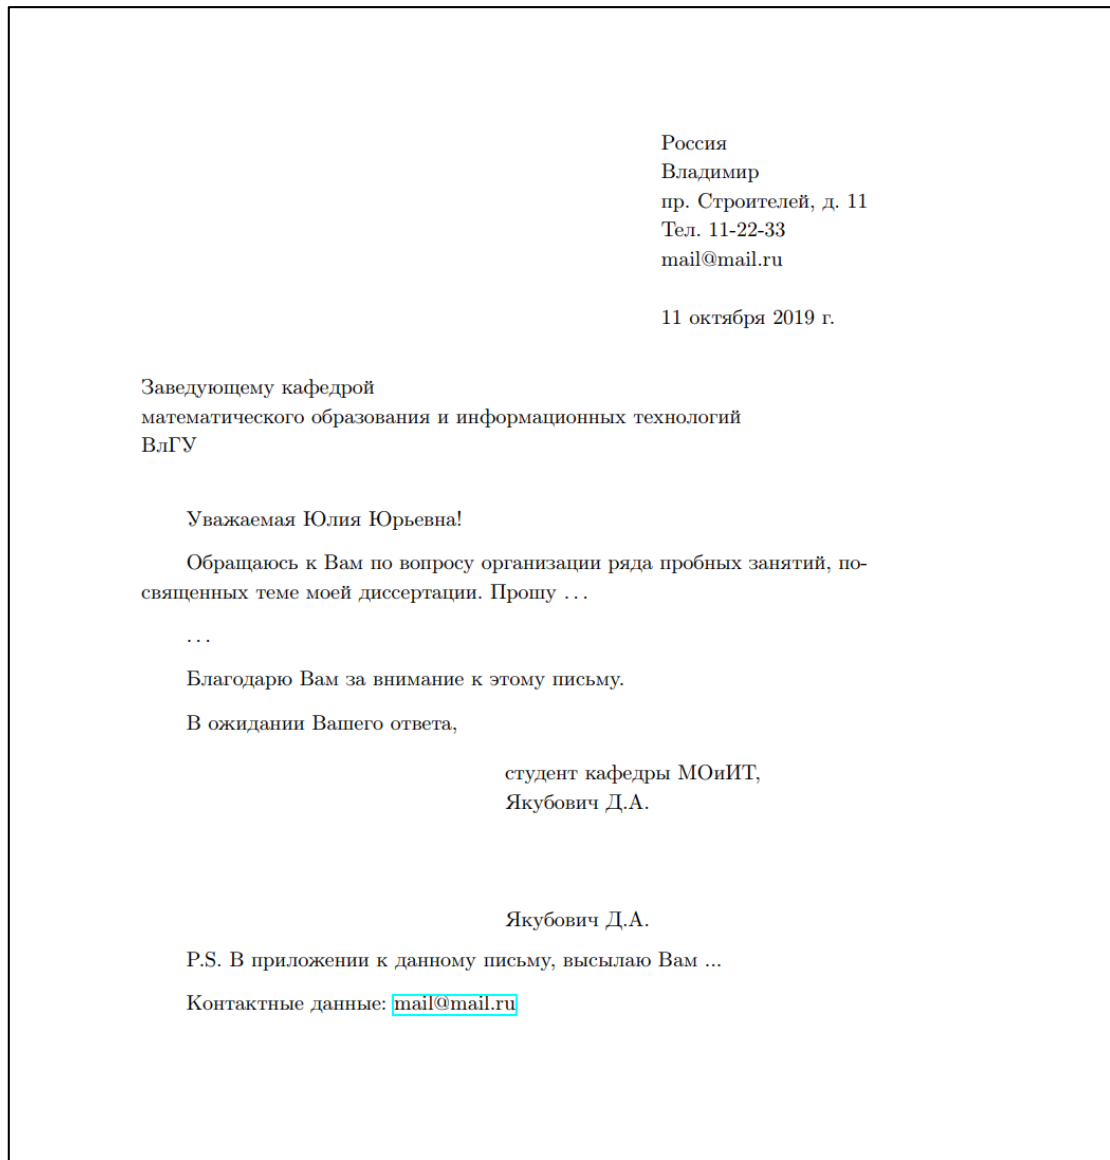 Россия
Владимир
пр. Строителей, д. 11
Тел. 11-22-33
mail@mail.ru
11 октября 2019 г.
Заведующему кафедрой
математического образования и информационных технологий
ВлГУ
Уважаемая Юлия Юрьевна!
Обращаюсь к Вам по вопросу организации ряда пробных занятий, по-
священных теме моей диссертации. Прошу ...
...
Благодарю Вам за внимание к этому письму.
В ожидании Вашего ответа,
студент кафедры МОиИТ,
Якубович Д.А.
Якубович Д.А.
P.S. В приложении к данному письму, высылаю Вам ...
Контактные данные: mail@mail.ru